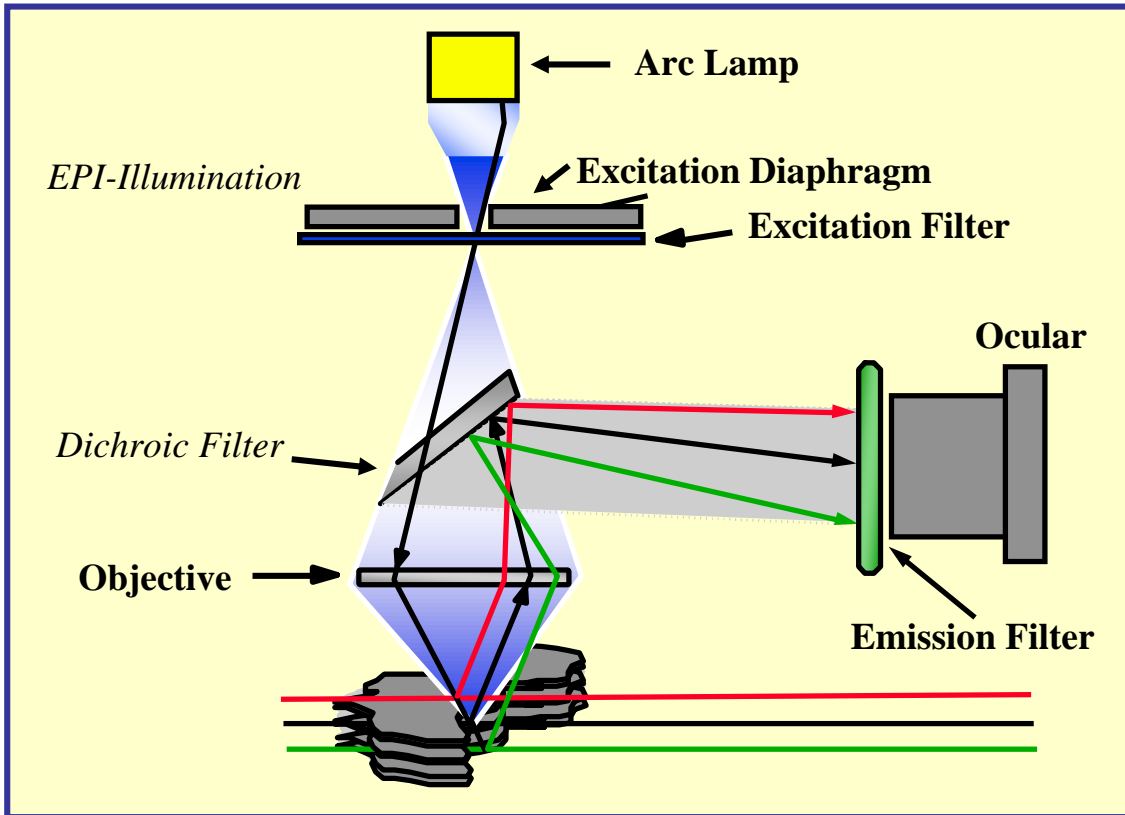 Arc Lamp
EPI-Illumination
Excitation Diaphragm
Excitation Filter
Ocular
Dichroic Filter
Objective
Emission Filter